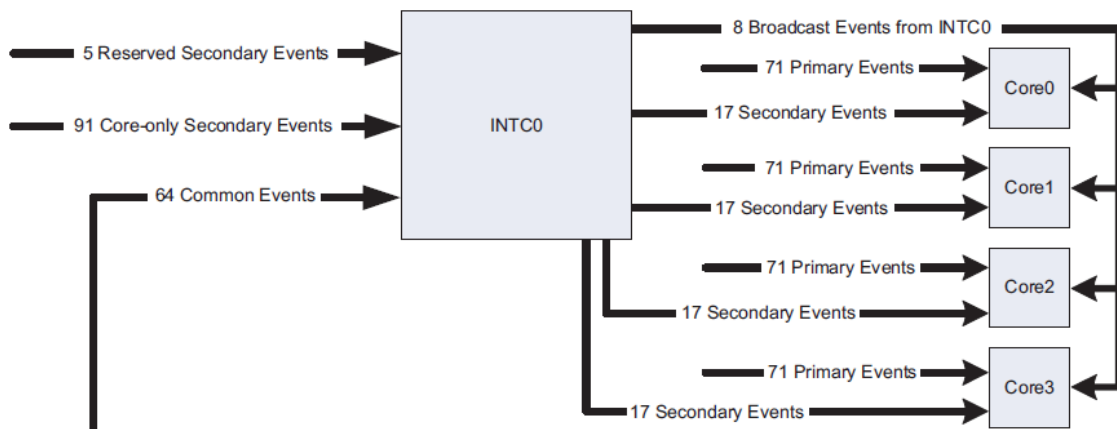 8 Broadcast Events from INTC0
5 Reserved Secondary Events
71 Primary Events
Core0
91 Core-only Secondary Events
INTC0
17 Secondary Events
71 Primary Events
Core1
64 Common Events
17 Secondary Events
71 Primary Events
Core2
17 Secondary Events
71 Primary Events
Core3
17 Secondary Events